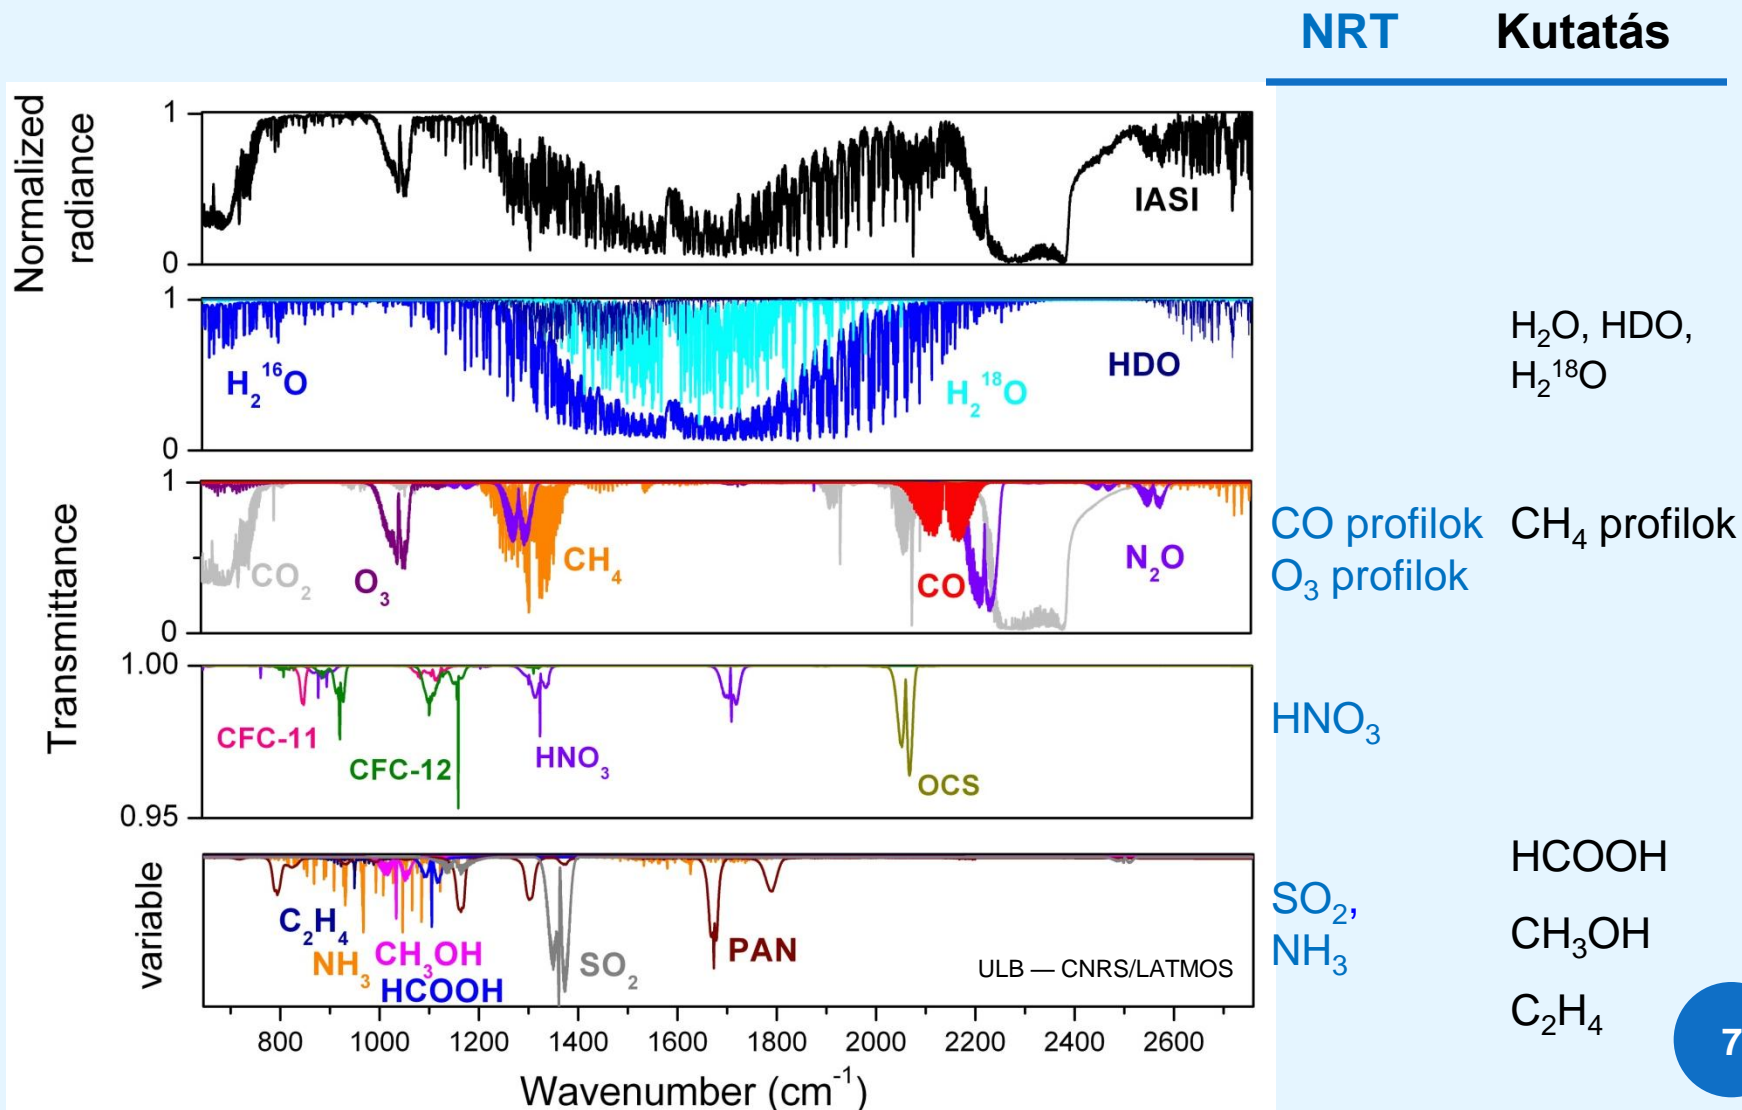 NRT Kutatás
Normalized radiance
1
0
IASI
1
0
H₂¹⁶O
H₂¹⁸O
HDO
H₂O, HDO,
H₂¹⁸O
Transmittance
1
0
CO₂
O₃
CH₄
CO
N₂O
CO profilok CH₄ profilok
O₃ profilok
1.00
0.95
CFC-11
CFC-12
HNO₃
OCS
HNO₃
variable
C₂H₄
NH₃
CH₃OH
HCOOH
SO₂
PAN
ULB — CNRS/LATMOS
SO₂,
NH₃
HCOOH
CH₃OH
C₂H₄
800 1000 1200 1400 1600 1800 2000 2200 2400 2600
Wavenumber (cm⁻¹)
7